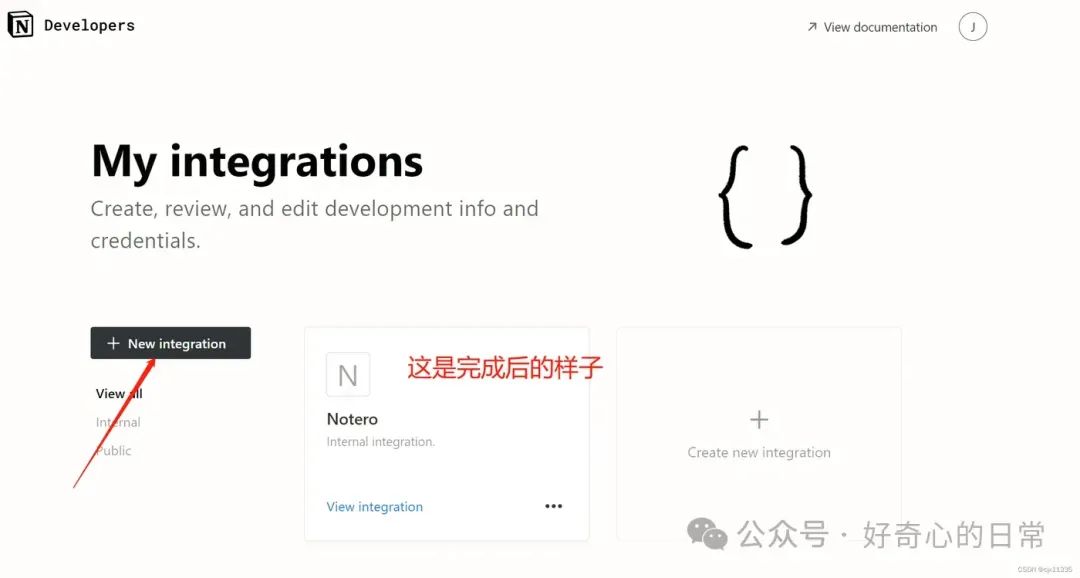 Developers
View documentation
J
My integrations
Create, review, and edit development info and
credentials.
New integration
View all
Internal
Public
N
这是完成后的样子
Notero
Internal integration.
View integration
Create new integration
公众号 · 好奇心的日常